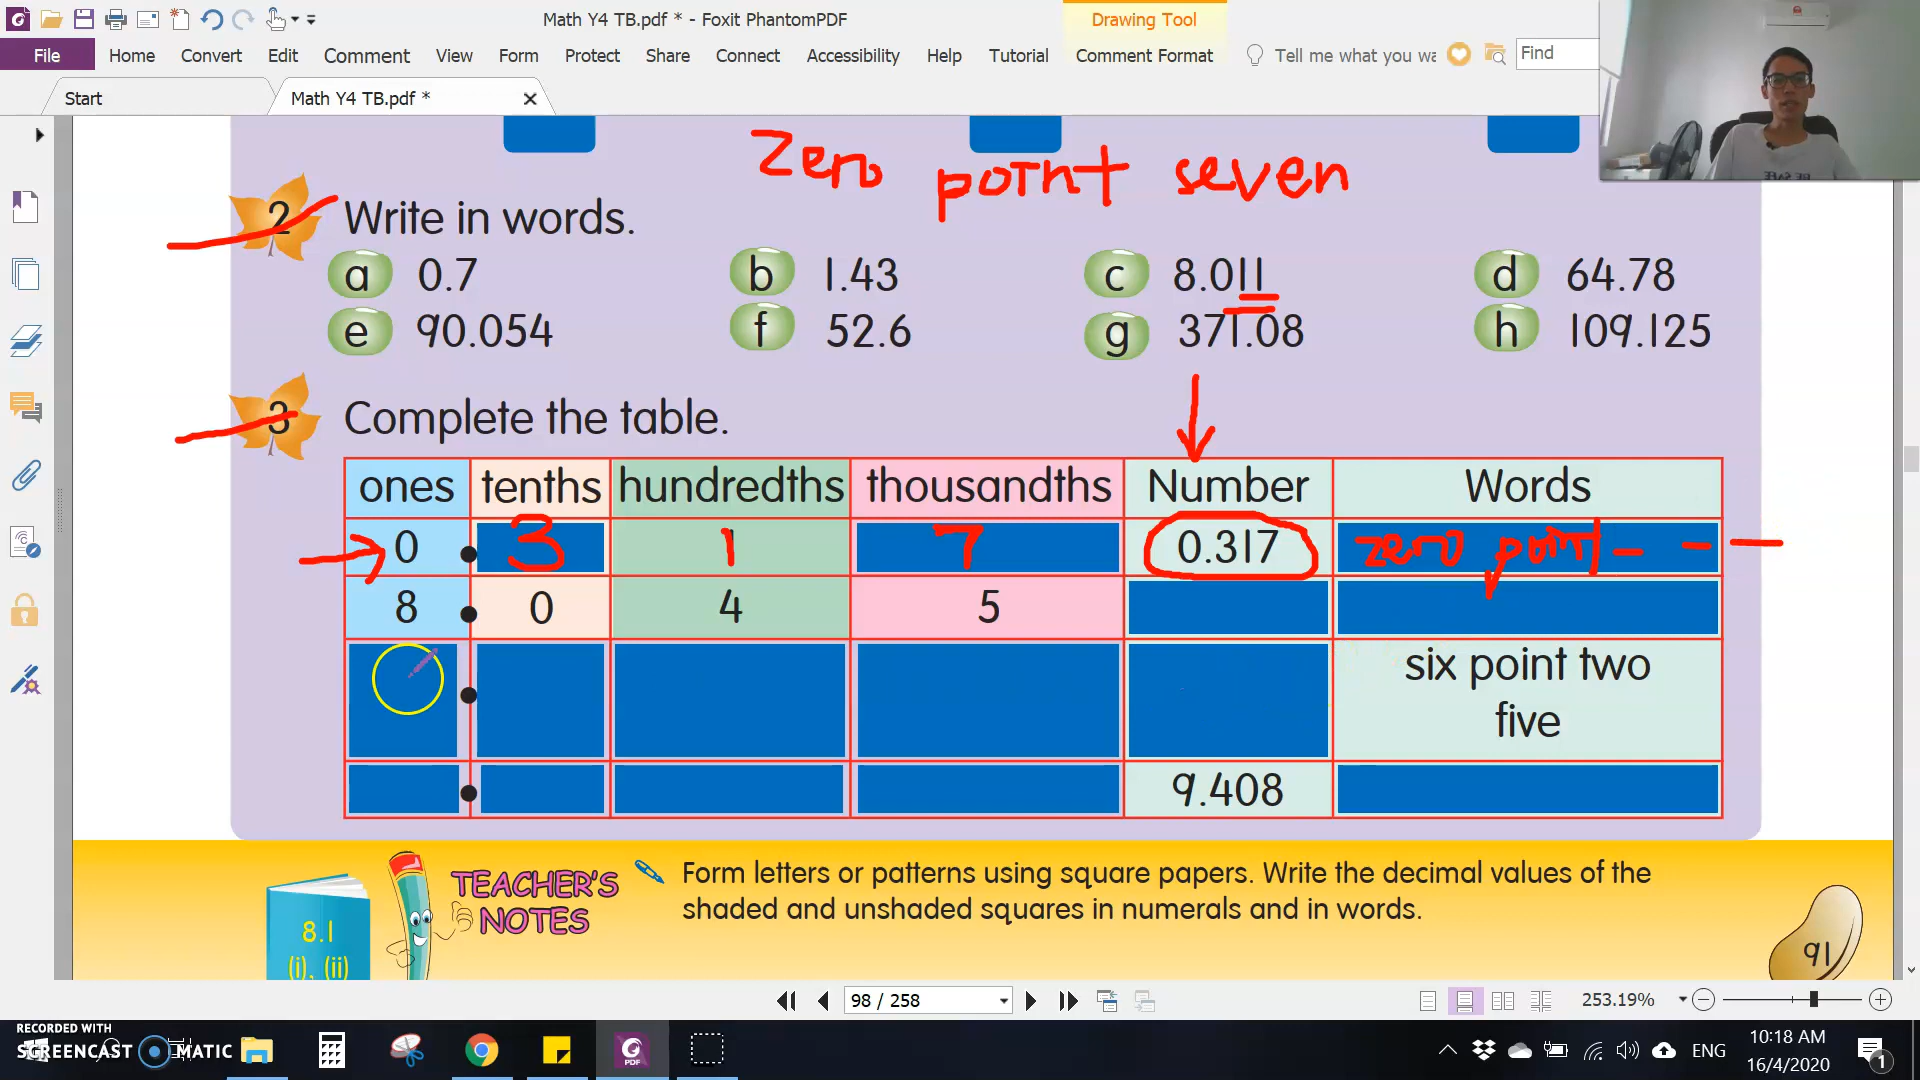 Math Y4 TB.pdf * - Foxit PhantomPDF
Drawing Tool
File Home Convert Edit Comment View Form Protect Share Connect Accessibility Help Tutorial Comment Format Tell me what you wa Find
Start Math Y4 TB.pdf *
zero point seven
2 Write in words.
a 0.7 b 1.43 c 8.011 d 64.78
e 90.054 f 52.6 g 371.08 h 109.125
3 Complete the table.
ones tenths hundredths thousandths Number Words
0 . 3 1 7 0.317 zero point - - -
8 . 0 4 5
six point two
five
9.408
TEACHER'S
NOTES
Form letters or patterns using square papers. Write the decimal values of the
shaded and unshaded squares in numerals and in words.
8.1
(i), (ii)
91
98 / 258
253.19%
RECORDED WITH
SCREENCAST MATIC
PDF
ENG
10:18 AM
16/4/2020
1